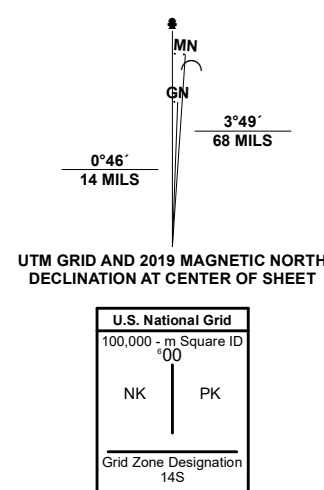 MN
GN
3°49´
68 MILS
0°46´
14 MILS
UTM GRID AND 2019 MAGNETIC NORTH
DECLINATION AT CENTER OF SHEET
U.S. National Grid
100,000 - m Square ID
⁶00
NK PK
Grid Zone Designation
14S